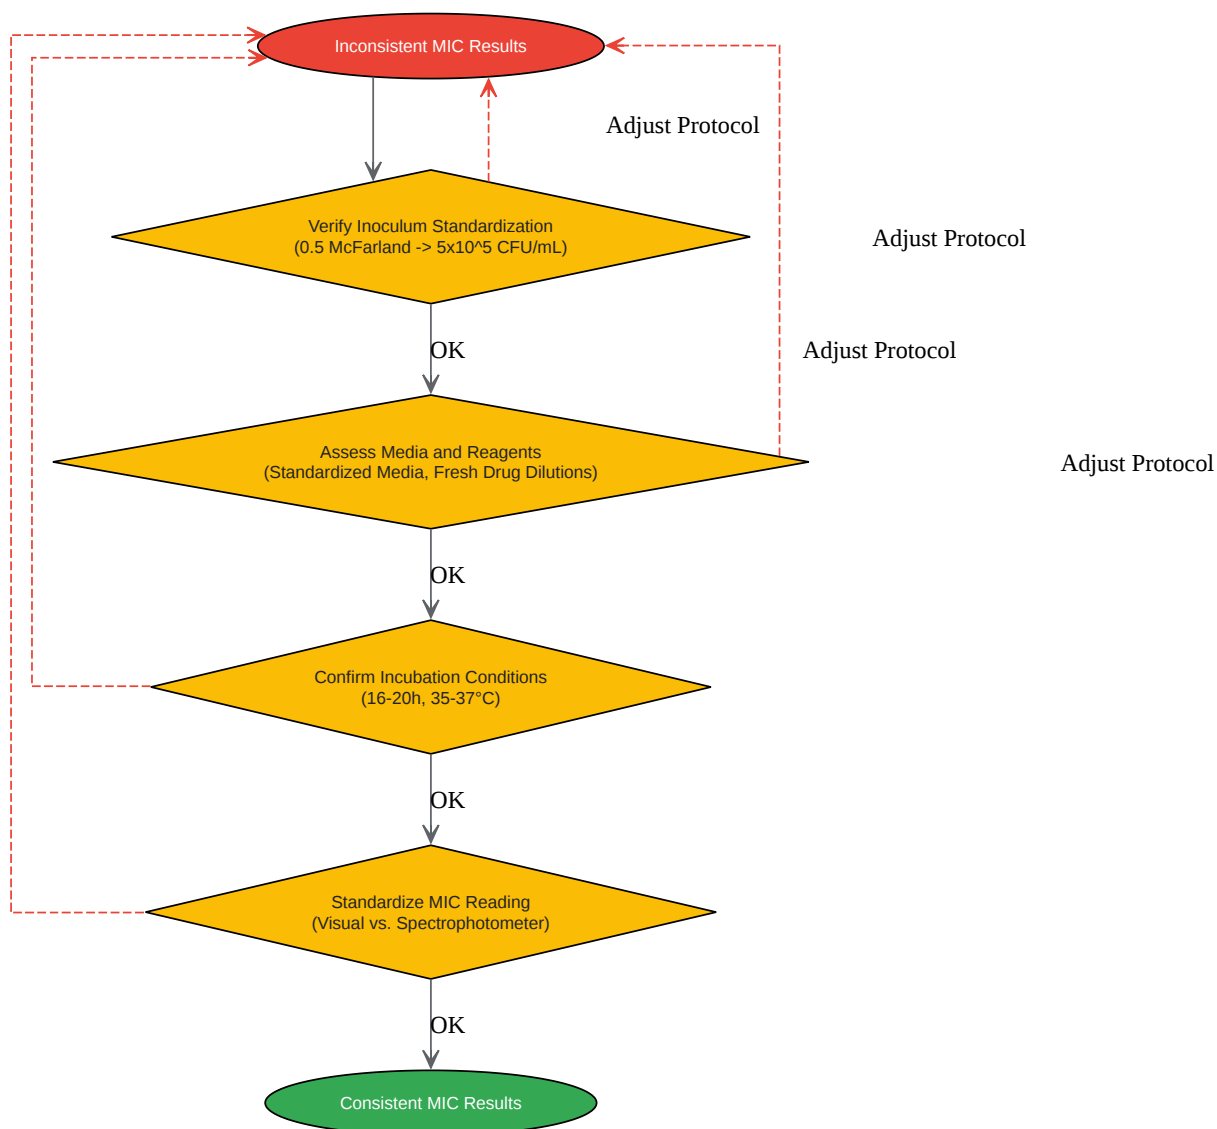 Inconsistent MIC Results
Adjust Protocol
Verify Inoculum Standardization
(0.5 McFarland -> 5x10^5 CFU/mL)
Adjust Protocol
OK
Adjust Protocol
Assess Media and Reagents
(Standardized Media, Fresh Drug Dilutions)
Adjust Protocol
OK
Confirm Incubation Conditions
(16-20h, 35-37°C)
OK
Standardize MIC Reading
(Visual vs. Spectrophotometer)
OK
Consistent MIC Results